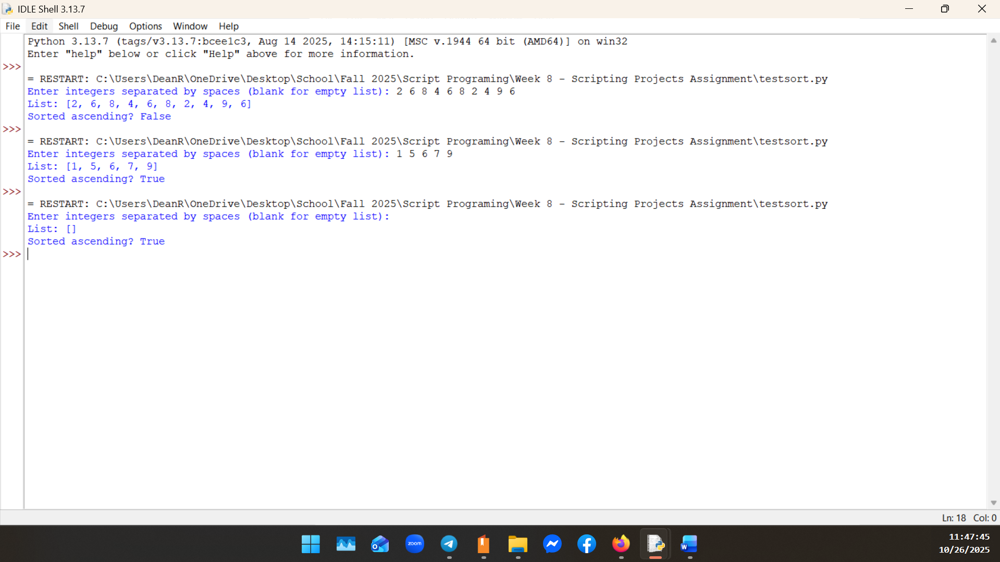 IDLE Shell 3.13.7
File Edit Shell Debug Options Window Help
Python 3.13.7 (tags/v3.13.7:bcee1c3, Aug 14 2025, 14:15:11) [MSC v.1944 64 bit (AMD64)] on win32
Enter "help" below or click "Help" above for more information.
>>>
= RESTART: C:\Users\DeanR\OneDrive\Desktop\School\Fall 2025\Script Programing\Week 8 - Scripting Projects Assignment\testsort.py
Enter integers separated by spaces (blank for empty list): 2 6 8 4 6 8 2 4 9 6
List: [2, 6, 8, 4, 6, 8, 2, 4, 9, 6]
Sorted ascending? False
>>>
= RESTART: C:\Users\DeanR\OneDrive\Desktop\School\Fall 2025\Script Programing\Week 8 - Scripting Projects Assignment\testsort.py
Enter integers separated by spaces (blank for empty list): 1 5 6 7 9
List: [1, 5, 6, 7, 9]
Sorted ascending? True
>>>
= RESTART: C:\Users\DeanR\OneDrive\Desktop\School\Fall 2025\Script Programing\Week 8 - Scripting Projects Assignment\testsort.py
Enter integers separated by spaces (blank for empty list):
List: []
Sorted ascending? True
>>>
Ln: 18 Col: 0
zoom
11:47:45
10/26/2025